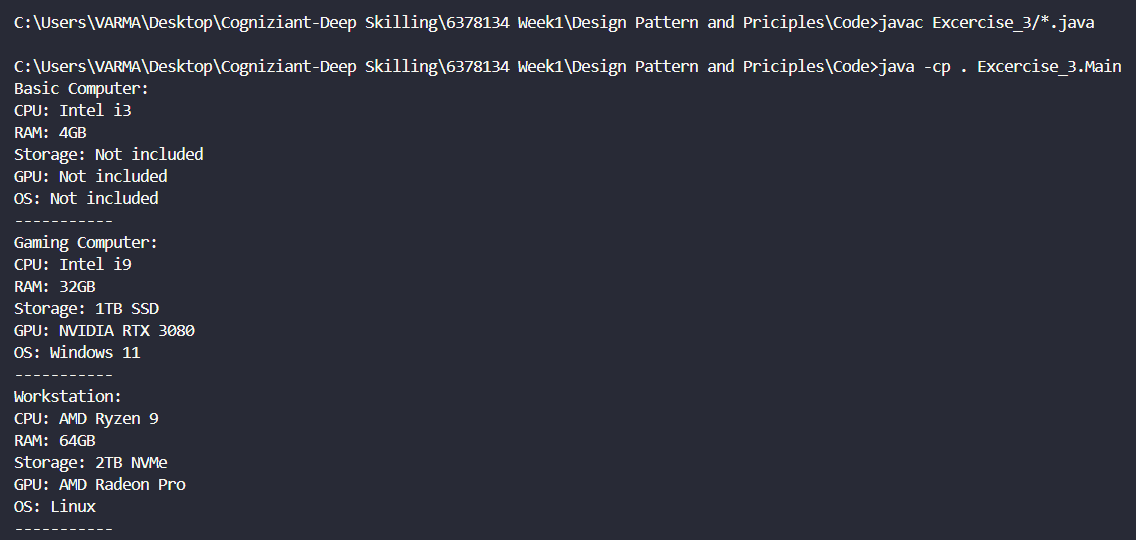 C:\Users\VARMA\Desktop\Cogniziant-Deep Skilling\6378134 Week1\Design Pattern and Priciples\Code>javac Excercise_3/*.java
C:\Users\VARMA\Desktop\Cogniziant-Deep Skilling\6378134 Week1\Design Pattern and Priciples\Code>java -cp . Excercise_3.Main
Basic Computer:
CPU: Intel i3
RAM: 4GB
Storage: Not included
GPU: Not included
OS: Not included
-----------
Gaming Computer:
CPU: Intel i9
RAM: 32GB
Storage: 1TB SSD
GPU: NVIDIA RTX 3080
OS: Windows 11
-----------
Workstation:
CPU: AMD Ryzen 9
RAM: 64GB
Storage: 2TB NVMe
GPU: AMD Radeon Pro
OS: Linux
-----------